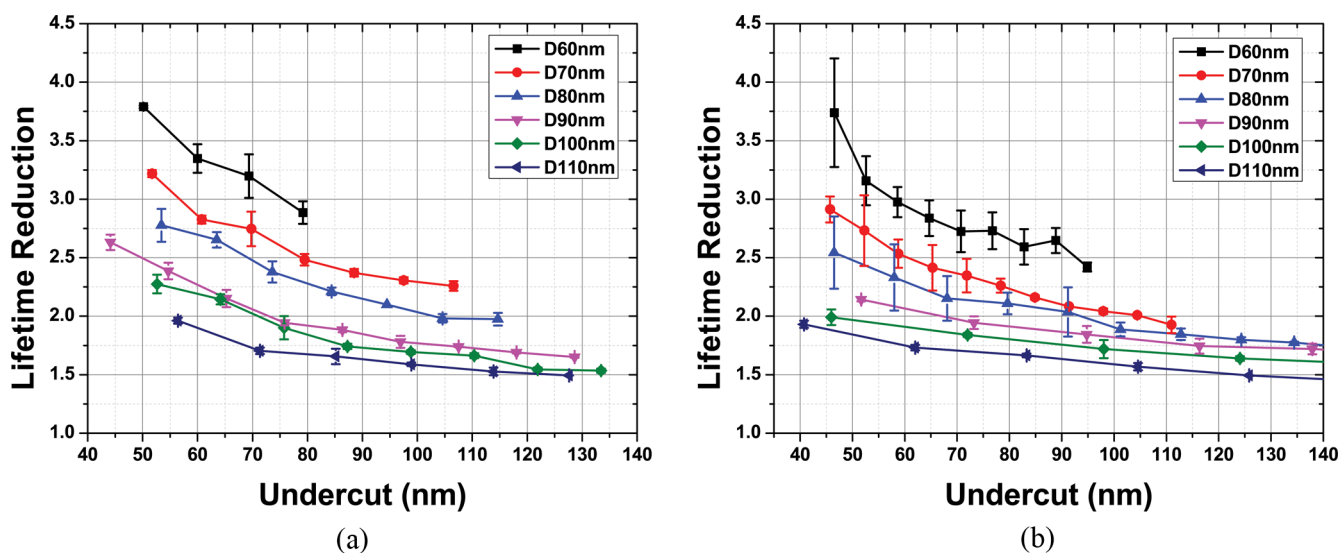 4.5
4.0
3.5
3.0
2.5
2.0
1.5
1.0
Lifetime Reduction
D60nm
D70nm
D80nm
D90nm
D100nm
D110nm
40 50 60 70 80 90 100 110 120 130 140
Undercut (nm)
(a)
4.5
4.0
3.5
3.0
2.5
2.0
1.5
1.0
Lifetime Reduction
D60nm
D70nm
D80nm
D90nm
D100nm
D110nm
40 50 60 70 80 90 100 110 120 130 140
Undercut (nm)
(b)